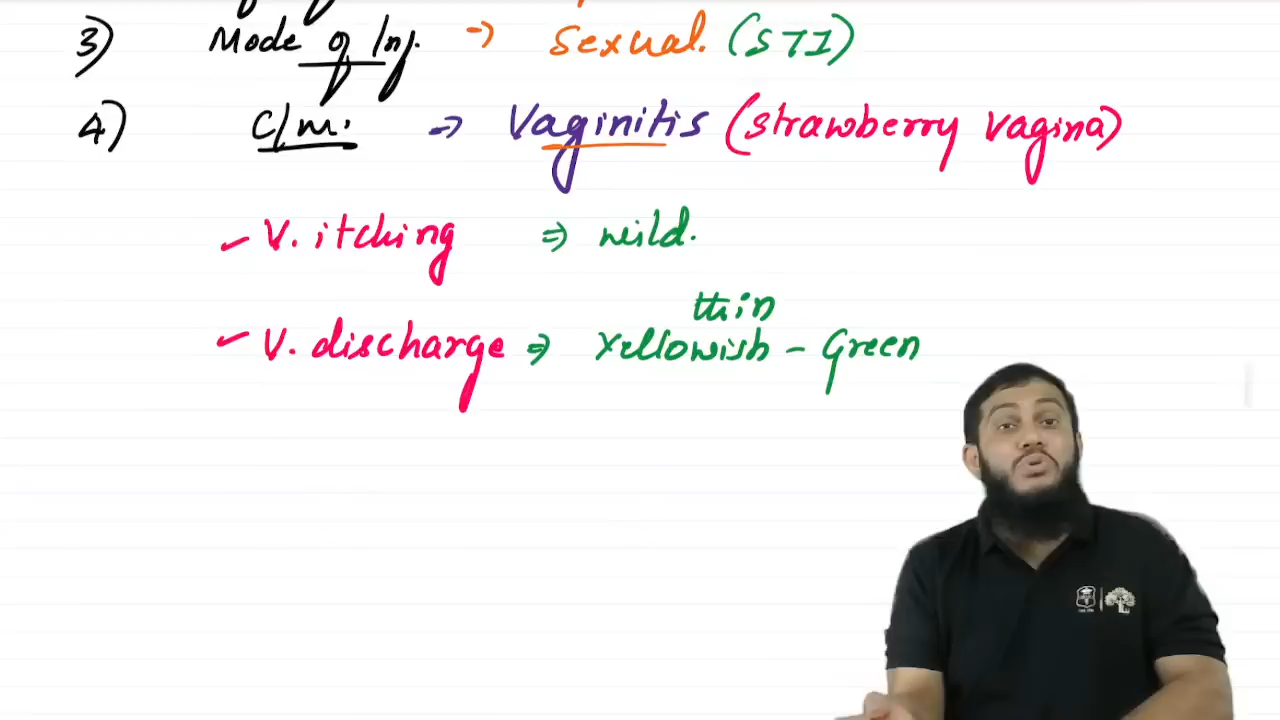 3) Mode of Inf. → Sexual. (STI)
4) C/m. ⇒ Vaginitis (strawberry vagina)
✓ V. itching ⇒ mild.
thin
✓ V. discharge ⇒ Yellowish - Green